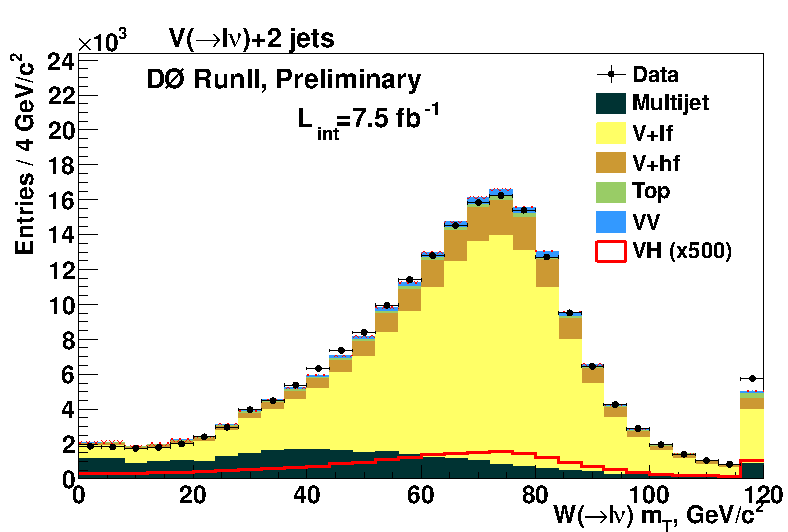 ×10³
V(→lν)+2 jets
DØ RunII, Preliminary
L_int=7.5 fb⁻¹
Data
Multijet
V+lf
V+hf
Top
VV
VH (x500)
Entries / 4 GeV/c²
24
22
20
18
16
14
12
10
8
6
4
2
0
0 20 40 60 80 100 120
W(→lν) m_T, GeV/c²